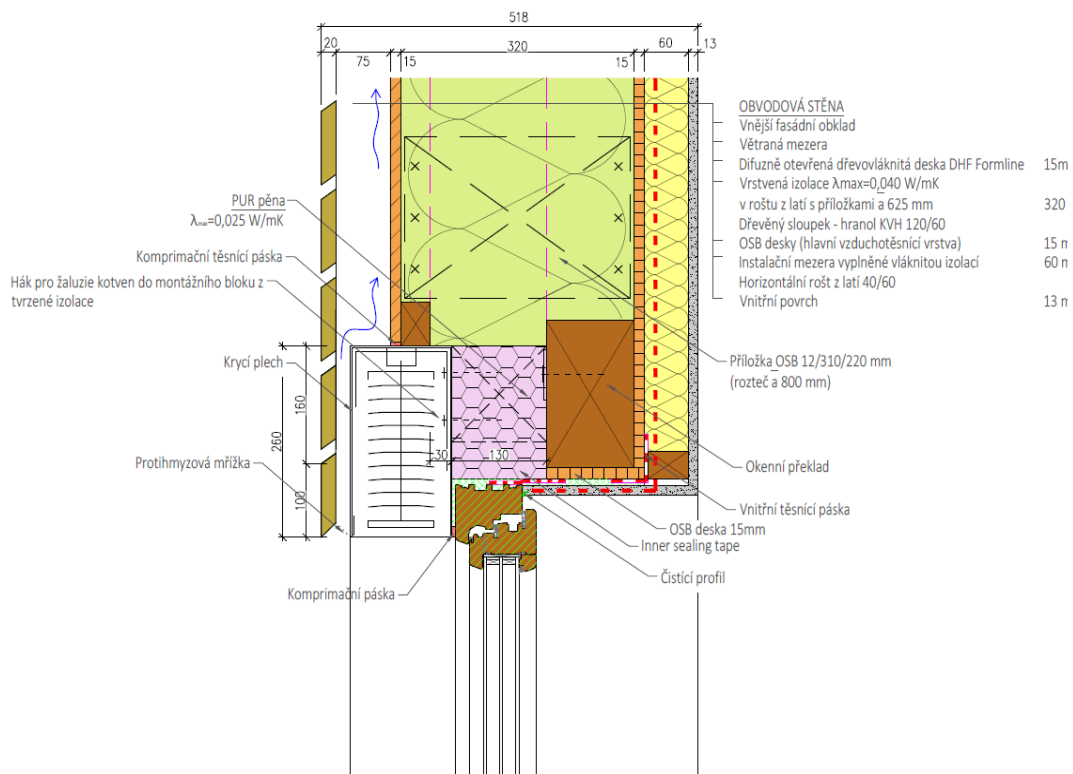 518
20
320
60
13
75
15
15
OBVODOVÁ STĚNA
Vnější fasádní obklad
Větraná mezera
Difuzně otevřená dřevovláknitá deska DHF Formline 15m
Vrstvená izolace λmax=0,040 W/mK
v roštu z latí s příložkami a 625 mm 320
Dřevěný sloupek - hranol KVH 120/60
OSB desky (hlavní vzduchotěsnící vrstva) 15 m
Instalační mezera vyplněné vláknitou izolací 60 m
Horizontální rošt z latí 40/60
Vnitřní povrch 13 m
PUR pěna
λmax=0,025 W/mK
Komprimační těsnící páska
Hák pro žaluzie kotven do montážního bloku z
tvrzené izolace
Krycí plech
Příložka OSB 12/310/220 mm
(rozteč a 800 mm)
160
260
100
30
130
Protihmyzová mřížka
Okenní překlad
Vnitřní těsnící páska
OSB deska 15mm
Inner sealing tape
Čistící profil
Komprimační páska